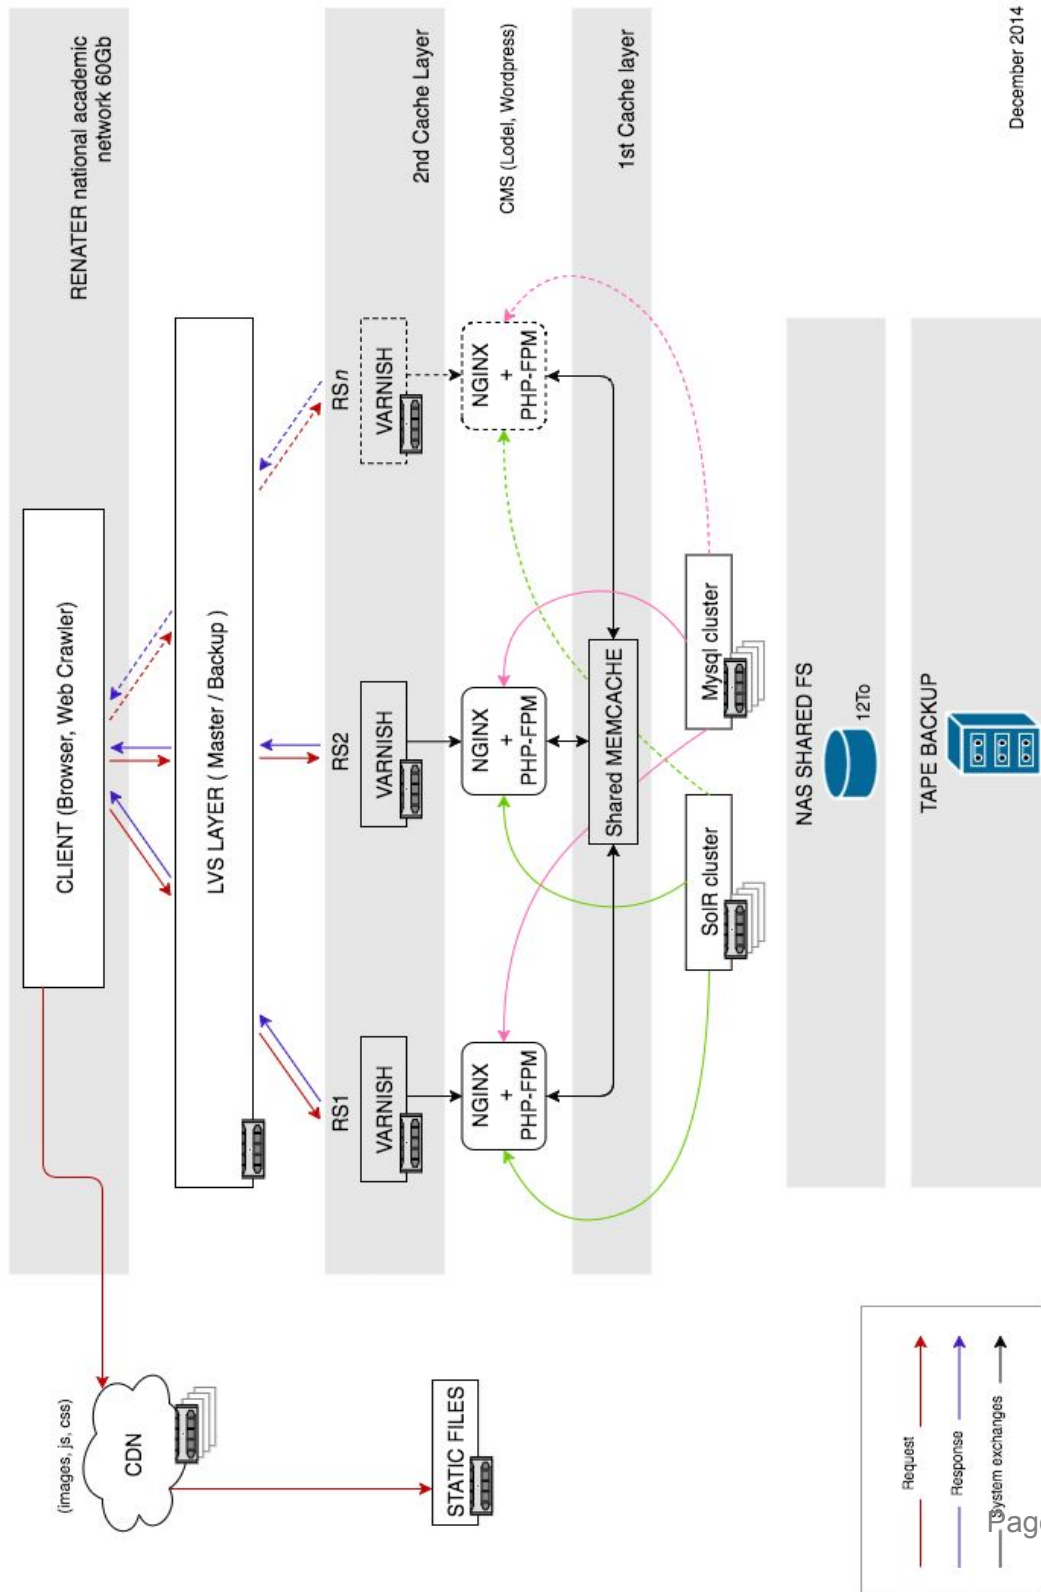 RENATER national academic
network 60Gb
CLIENT (Browser, Web Crawler)
(images, js, css)
CDN
LVS LAYER ( Master / Backup )
RS1
RS2
RSn
VARNISH
VARNISH
VARNISH
2nd Cache Layer
STATIC FILES
NGINX
+
PHP-FPM
NGINX
+
PHP-FPM
NGINX
+
PHP-FPM
CMS (Lodel, Wordpress)
Shared MEMCACHE
1st Cache layer
SolR cluster
Mysql cluster
NAS SHARED FS
12To
TAPE BACKUP
Request
Response
System exchanges
December 2014
Page